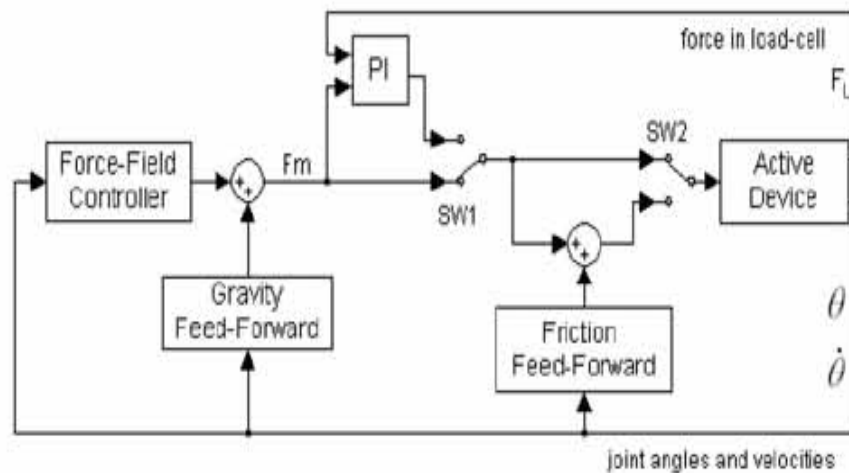 force in load-cell
PI
F_L
SW2
Force-Field
Controller
+
+
Fm
SW1
Active
Device
+
+
Gravity
Feed-Forward
Friction
Feed-Forward
θ
θ̇
joint angles and velocities